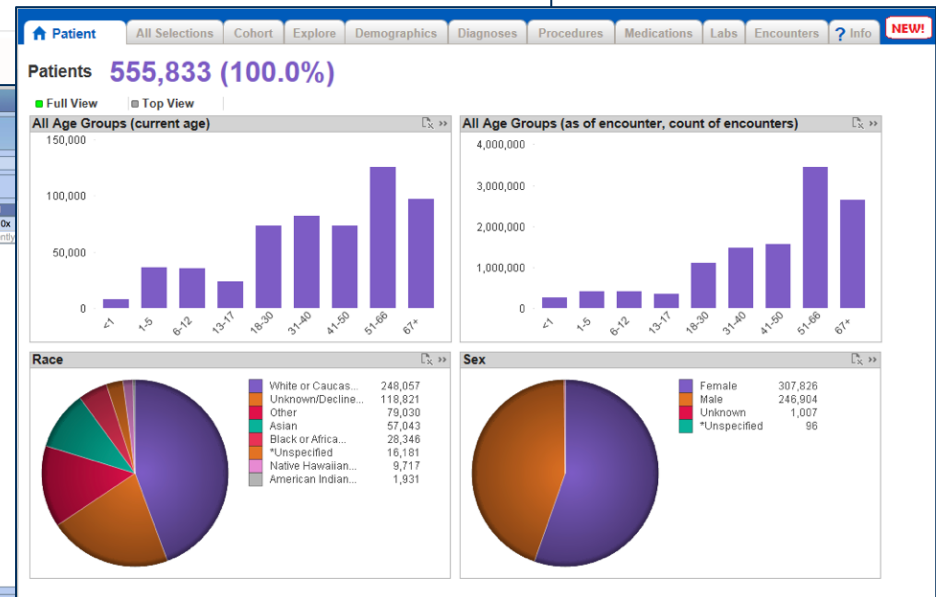 Patient All Selections Cohort Explore Demographics Diagnoses Procedures Medications Labs Encounters ? Info NEW!
Patients 555,833 (100.0%)
Full View Top View
All Age Groups (current age)
150,000
100,000
50,000
0
<1 1-5 6-12 13-17 18-30 31-40 41-50 51-66 67+
All Age Groups (as of encounter, count of encounters)
4,000,000
3,000,000
2,000,000
1,000,000
0
<1 1-5 6-12 13-17 18-30 31-40 41-50 51-66 67+
Race
White or Caucas... 248,057
Unknown/Decline... 118,821
Other 79,030
Asian 57,043
Black or Africa... 28,346
*Unspecified 16,181
Native Hawaiian... 9,717
American Indian... 1,931
Sex
Female 307,826
Male 246,904
Unknown 1,007
*Unspecified 96